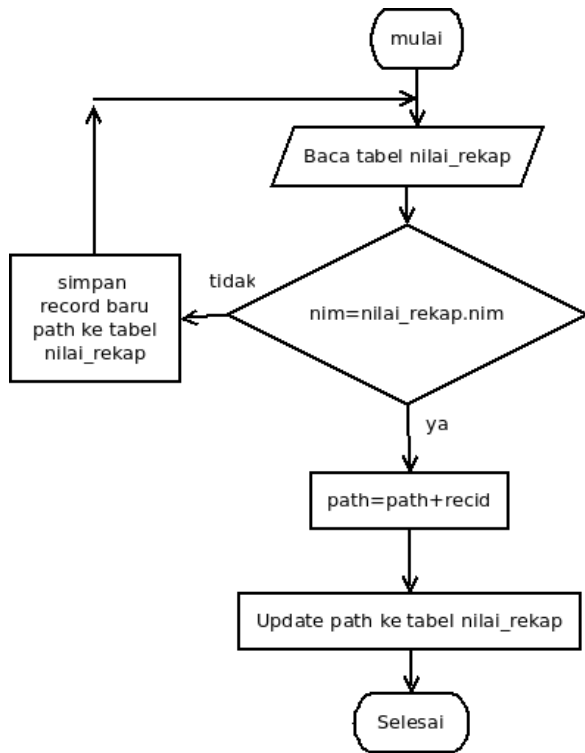 mulai
Baca tabel nilai_rekap
nim=nilai_rekap.nim
tidak
simpan
record baru
path ke tabel
nilai_rekap
ya
path=path+recid
Update path ke tabel nilai_rekap
Selesai